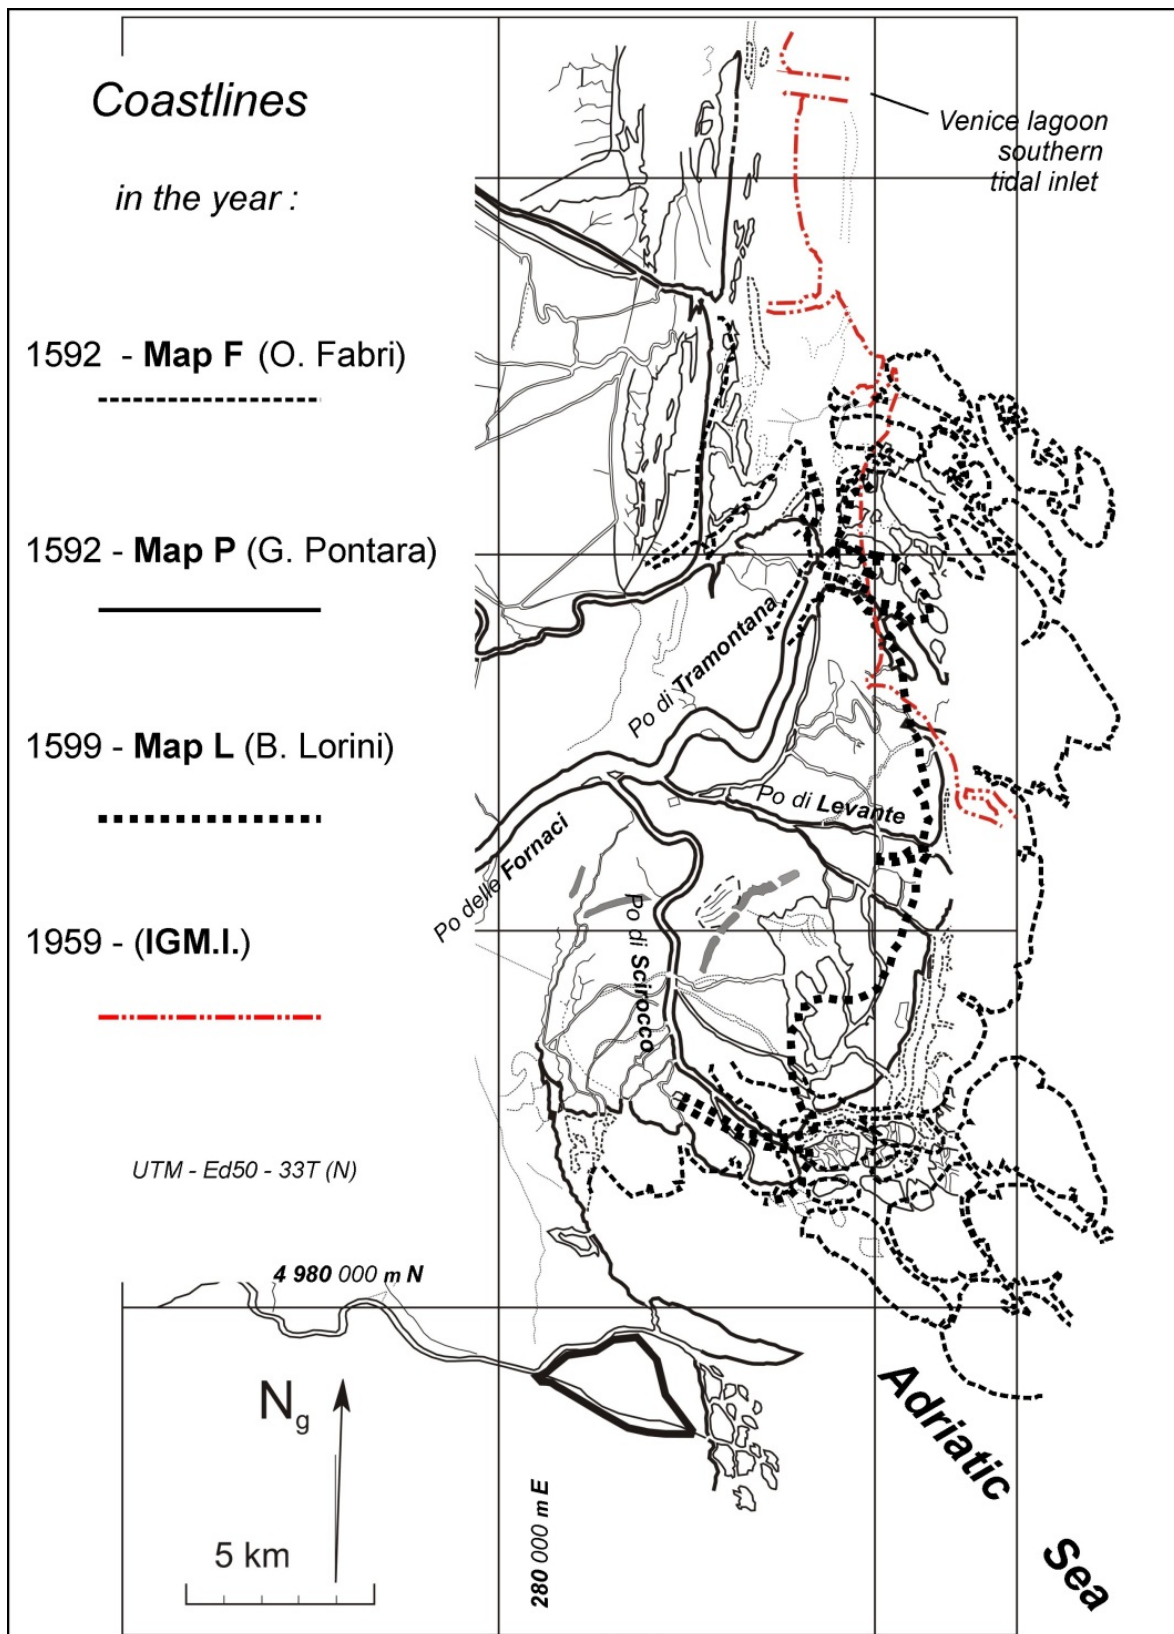 Coastlines
in the year :
Venice lagoon
southern
tidal inlet
1592 - Map F (O. Fabri)
1592 - Map P (G. Pontara)
1599 - Map L (B. Lorini)
1959 - (IGM.I.)
Po di Tramontana
Po di Levante
Po delle Fornaci
Po di Scirocco
UTM - Ed50 - 33T (N)
4 980 000 m N
Ng
5 km
280 000 m E
Adriatic
Sea